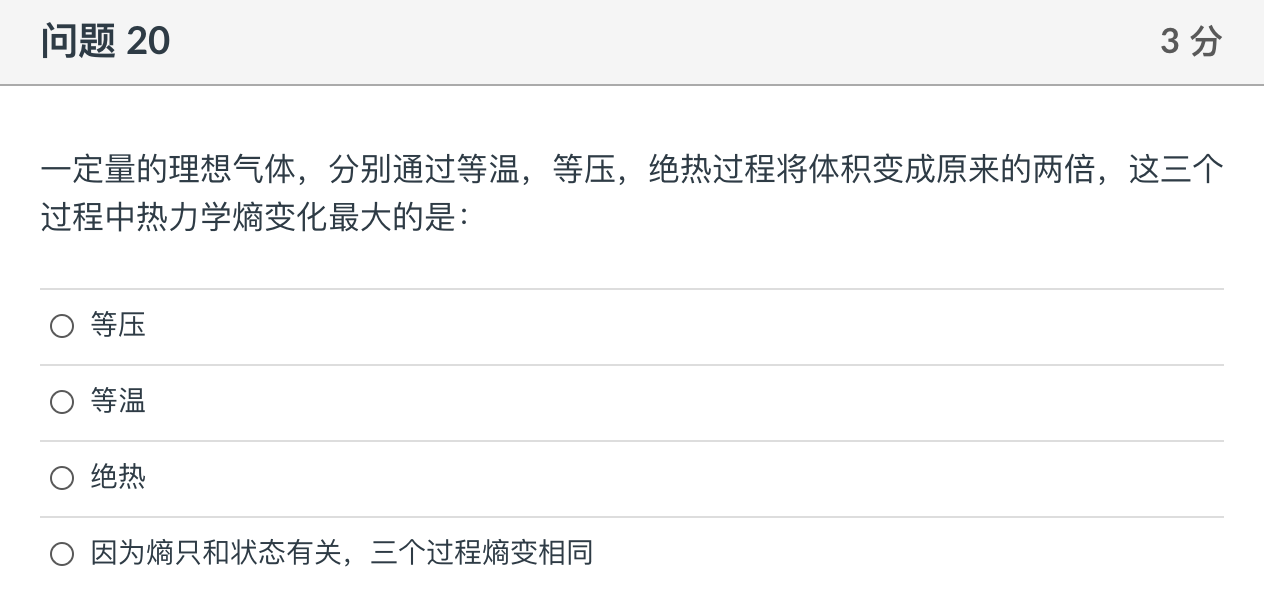 问题 20
3 分
一定量的理想气体，分别通过等温，等压，绝热过程将体积变成原来的两倍，这三个
过程中热力学熵变化最大的是：
等压
等温
绝热
因为熵只和状态有关，三个过程熵变相同